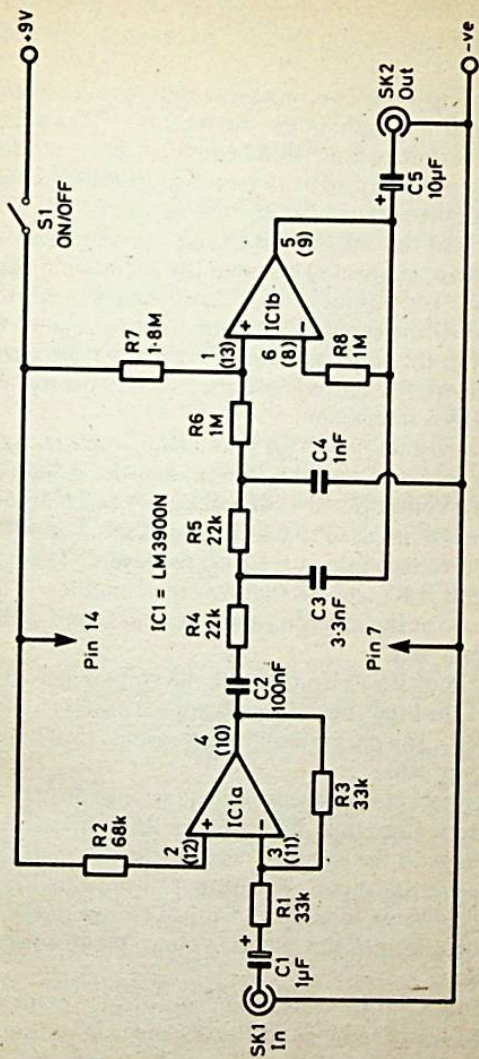 +9V
S1
ON/OFF
R7
1·8M
R2
68k
Pin 14
IC1 = LM3900N
2
(12)
+
IC1a
−
3
(11)
4
(10)
R3
33k
R1
33k
+
C1
1µF
SK1
In
C2
100nF
R4
22k
R5
22k
R6
1M
1
(13)
+
IC1b
−
6
(8)
5
(9)
R8
1M
C3
3·3nF
C4
1nF
Pin 7
+
C5
10µF
SK2
Out
−ve